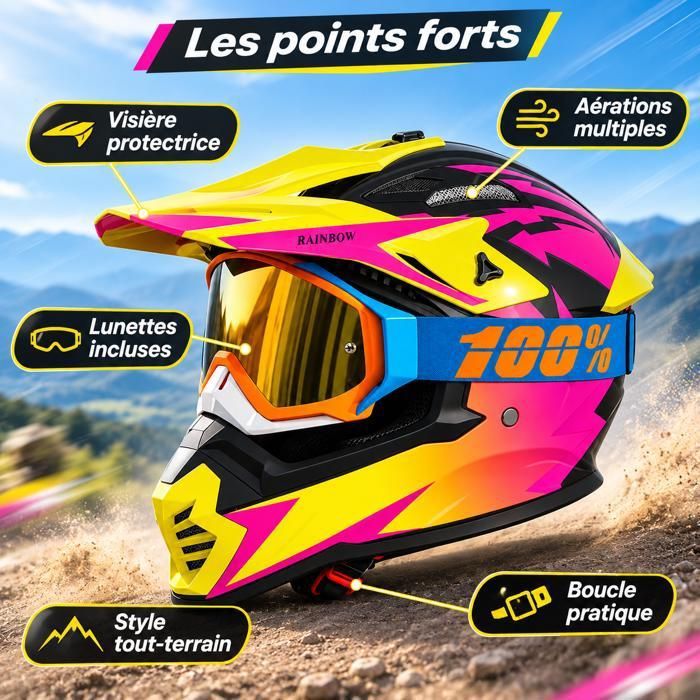 Les points forts
Visière
protectrice
Aérations
multiples
RAINBOW
Lunettes
incluses
100%
Boucle
pratique
Style
tout-terrain